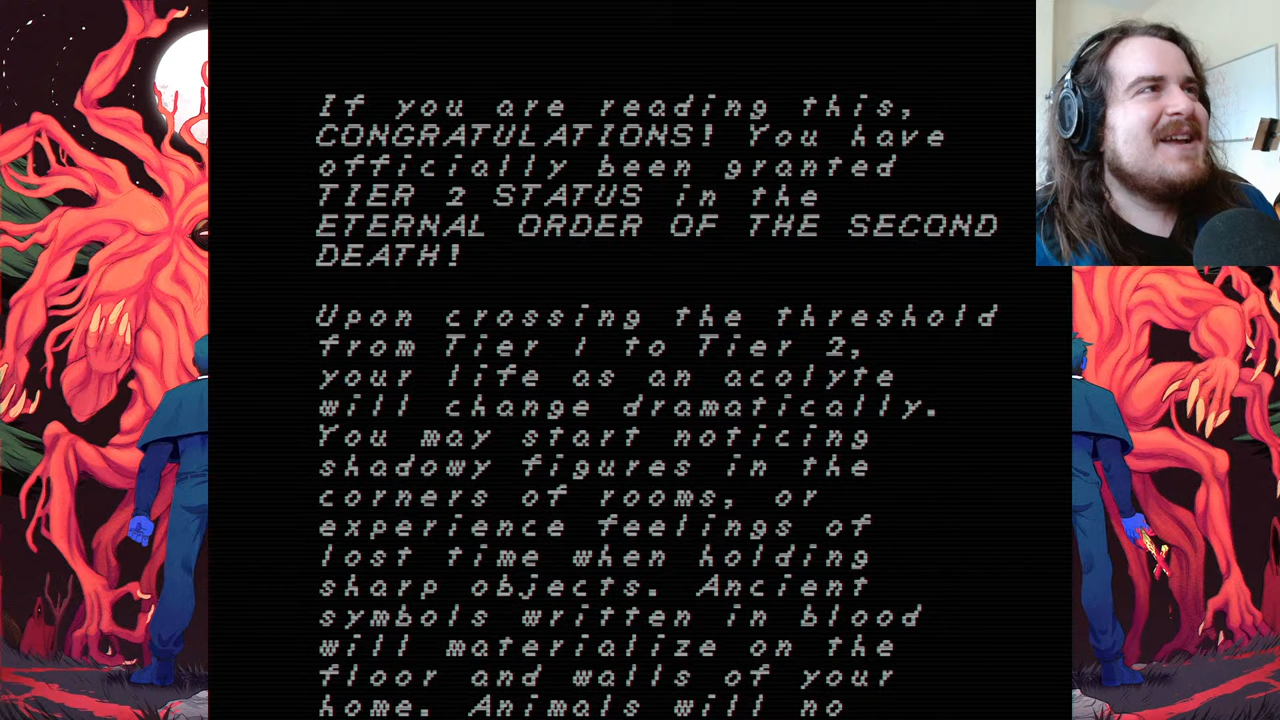 If you are reading this,
CONGRATULATIONS! You have
officially been granted
TIER 2 STATUS in the
ETERNAL ORDER OF THE SECOND
DEATH!
Upon crossing the threshold
from Tier 1 to Tier 2,
your life as an acolyte
will change dramatically.
You may start noticing
shadowy figures in the
corners of rooms, or
experience feelings of
lost time when holding
sharp objects. Ancient
symbols written in blood
will materialize on the
floor and walls of your
home. Animals will no